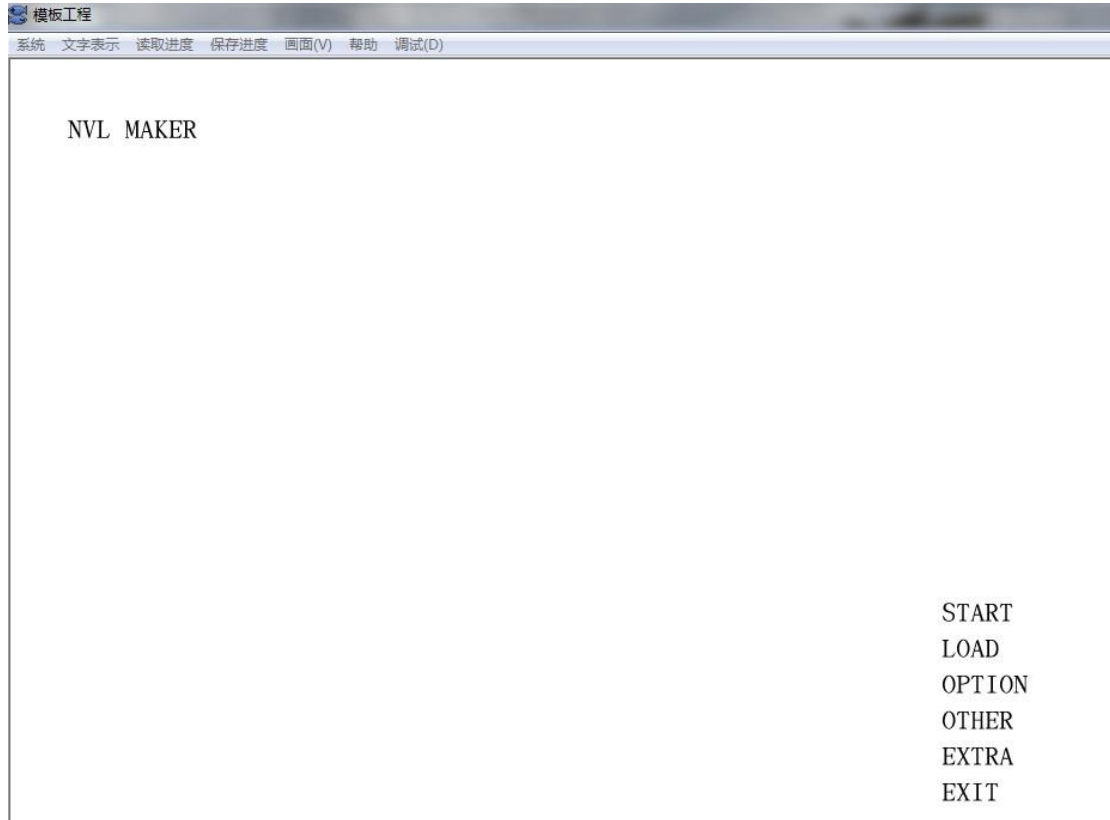 模板工程
系统 文字表示 读取进度 保存进度 画面(V) 帮助 调试(D)
NVL MAKER
START
LOAD
OPTION
OTHER
EXTRA
EXIT